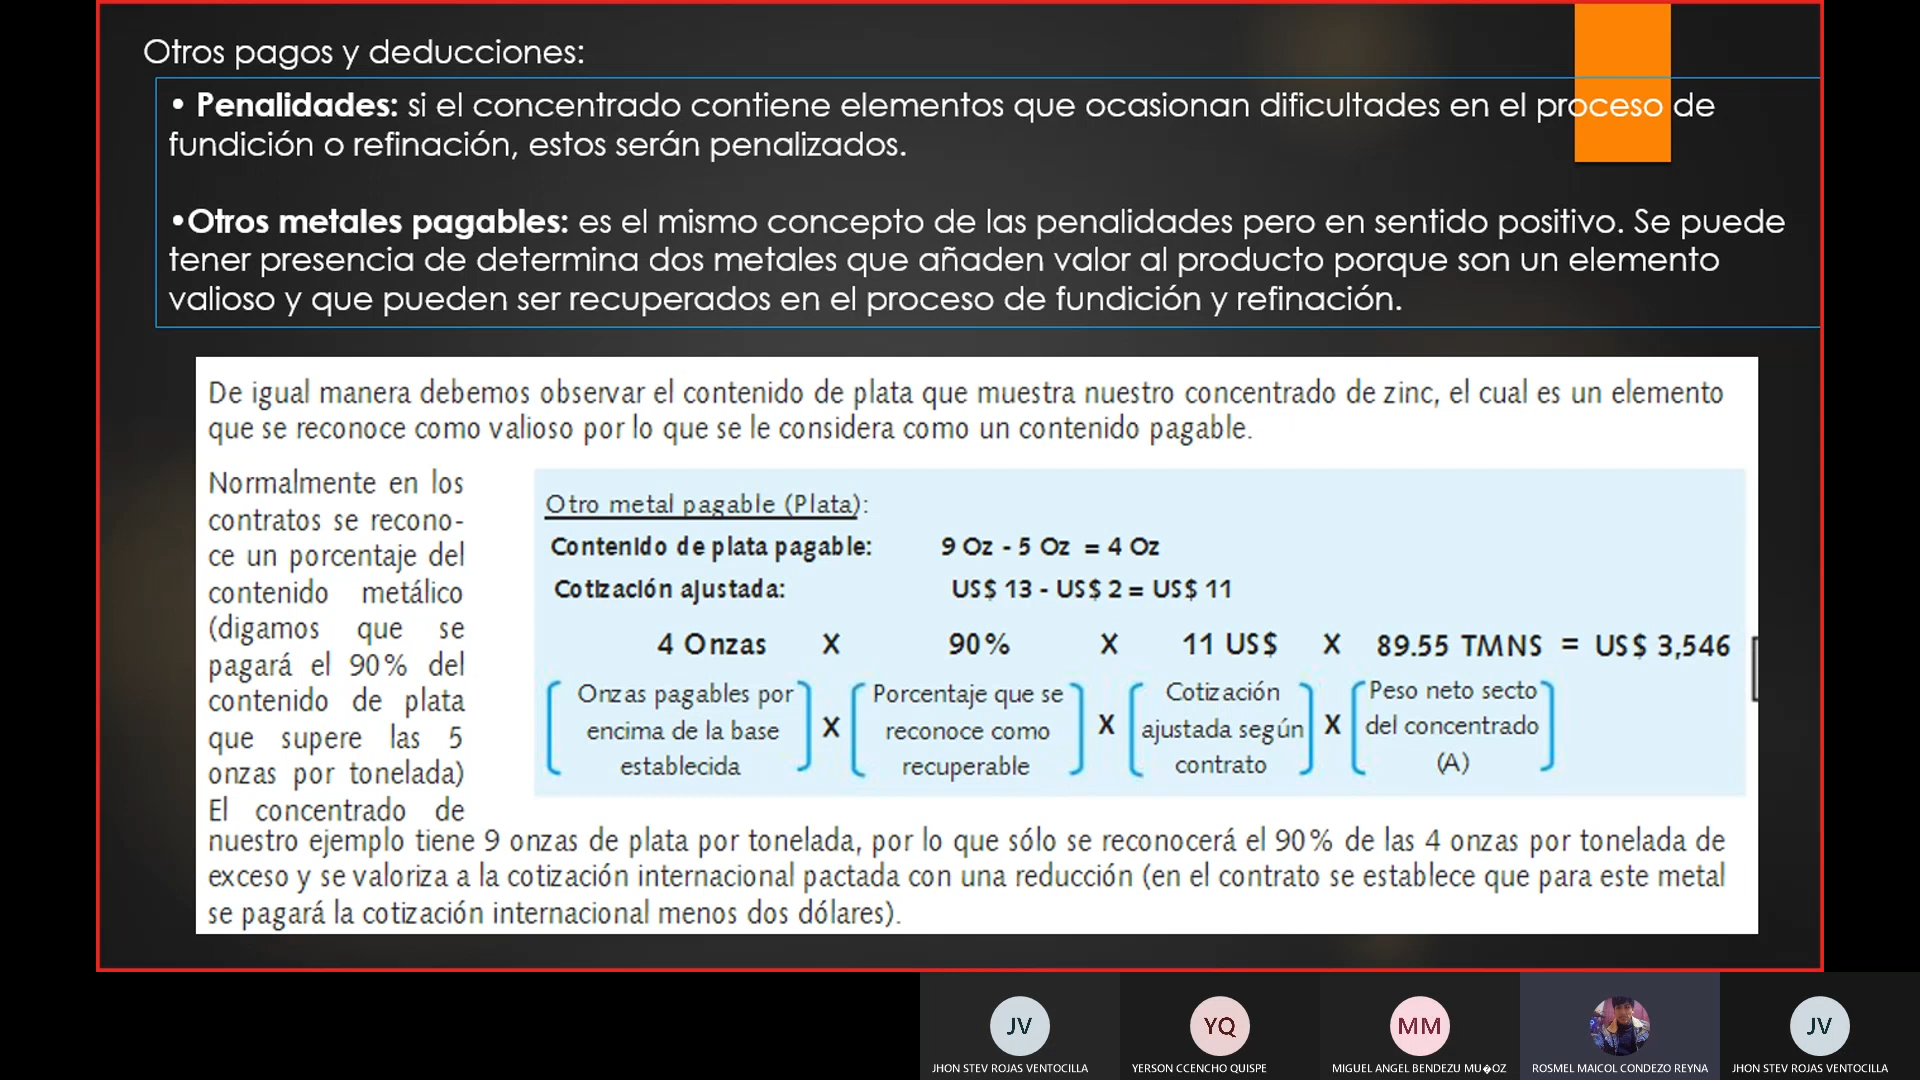 Otros pagos y deducciones:
• Penalidades: si el concentrado contiene elementos que ocasionan dificultades en el proceso de
fundición o refinación, estos serán penalizados.
•Otros metales pagables: es el mismo concepto de las penalidades pero en sentido positivo. Se puede
tener presencia de determina dos metales que añaden valor al producto porque son un elemento
valioso y que pueden ser recuperados en el proceso de fundición y refinación.
De igual manera debemos observar el contenido de plata que muestra nuestro concentrado de zinc, el cual es un elemento
que se reconoce como valioso por lo que se le considera como un contenido pagable.
Normalmente en los
contratos se recono-
ce un porcentaje del
contenido metálico
(digamos que se
pagará el 90% del
contenido de plata
que supere las 5
onzas por tonelada)
El concentrado de
nuestro ejemplo tiene 9 onzas de plata por tonelada, por lo que sólo se reconocerá el 90% de las 4 onzas por tonelada de
exceso y se valoriza a la cotización internacional pactada con una reducción (en el contrato se establece que para este metal
se pagará la cotización internacional menos dos dólares).
Otro metal pagable (Plata):
Contenido de plata pagable: 9 Oz - 5 Oz = 4 Oz
Cotización ajustada: US$ 13 - US$ 2 = US$ 11
4 Onzas X 90% X 11 US$ X 89.55 TMNS = US$ 3,546
Onzas pagables por encima de la base establecida X Porcentaje que se reconoce como recuperable X Cotización ajustada según contrato X Peso neto secto del concentrado (A)
JV
YQ
MM
JV
JHON STEV ROJAS VENTOCILLA
YERSON CCENCHO QUISPE
MIGUEL ANGEL BENDEZU MU�OZ
ROSMEL MAICOL CONDEZO REYNA
JHON STEV ROJAS VENTOCILLA